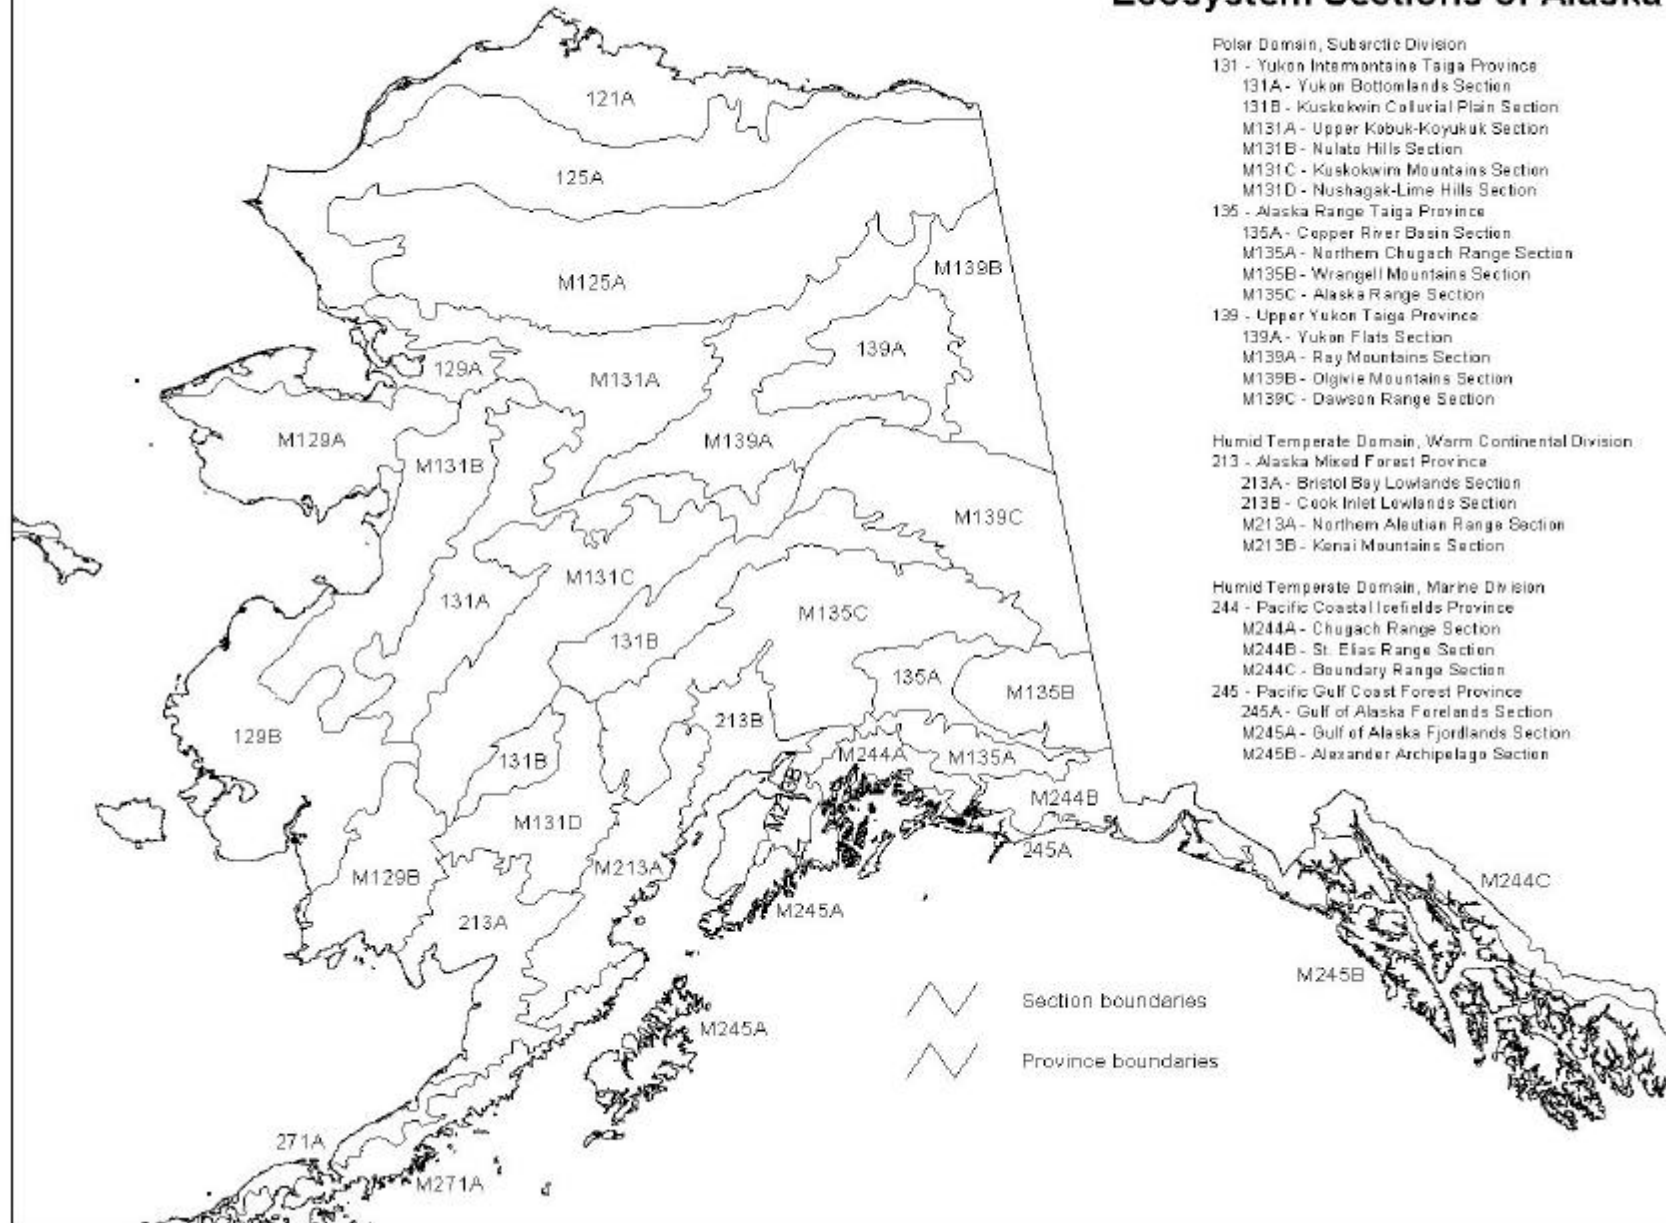 Ecosystem Sections of Alaska
Polar Domain, Subarctic Division
131 - Yukon Intermontaine Taiga Province
131A - Yukon Bottomlands Section
131B - Kuskokwin Colluvial Plain Section
M131A - Upper Kobuk-Koyukuk Section
M131B - Nulato Hills Section
M131C - Kuskokwim Mountains Section
M131D - Nushagak-Lime Hills Section
135 - Alaska Range Taiga Province
135A - Copper River Basin Section
M135A - Northern Chugach Range Section
M135B - Wrangell Mountains Section
M135C - Alaska Range Section
139 - Upper Yukon Taiga Province
139A - Yukon Flats Section
M139A - Ray Mountains Section
M139B - Olgivie Mountains Section
M139C - Dawson Range Section
Humid Temperate Domain, Warm Continental Division
213 - Alaska Mixed Forest Province
213A - Bristol Bay Lowlands Section
213B - Cook Inlet Lowlands Section
M213A - Northern Aleutian Range Section
M213B - Kenai Mountains Section
Humid Temperate Domain, Marine Division
244 - Pacific Coastal Icefields Province
M244A - Chugach Range Section
M244B - St. Elias Range Section
M244C - Boundary Range Section
245 - Pacific Gulf Coast Forest Province
245A - Gulf of Alaska Forelands Section
M245A - Gulf of Alaska Fjordlands Section
M245B - Alexander Archipelago Section
121A
125A
M125A
M139B
139A
129A
M131A
M129A
M139A
M131B
M139C
M131C
131A
M135C
131B
135A
M135B
213B
129B
131B
M244A
M135A
M213B
M244B
M131D
245A
M213A
M129B
M244C
M245A
213A
M245B
M245A
271A
M271A
Section boundaries
Province boundaries